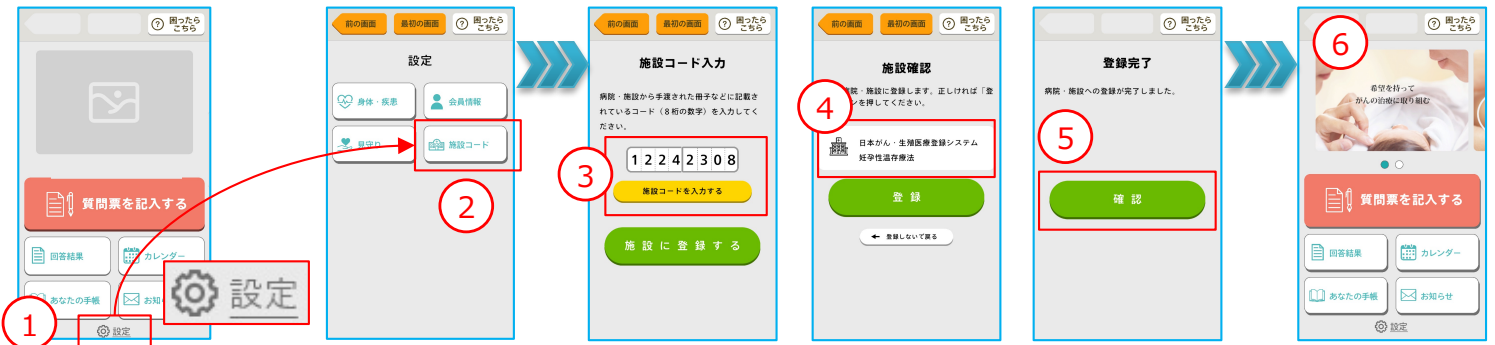 困ったら
こちら
質問票を記入する
回答結果
カレンダー
あなたの手帳
お知
設定
1
設定
前の画面
最初の画面
困ったら
こちら
設定
身体・疾患
会員情報
見守り
施設コード
2
前の画面
最初の画面
困ったら
こちら
施設コード入力
病院・施設から手渡された冊子などに記載さ
れているコード（8桁の数字）を入力してく
ださい。
3
1 2 2 4 2 3 0 8
施設コードを入力する
施設に登録する
前の画面
最初の画面
困ったら
こちら
施設確認
院・施設に登録します。正しければ「登
ンを押してください。
4
日本がん・生殖医療登録システム
妊孕性温存療法
登録
登録しないで戻る
困ったら
こちら
登録完了
病院・施設への登録が完了しました。
5
確認
困ったら
こちら
6
希望を持って
がんの治療に取り組む
質問票を記入する
回答結果
カレンダー
あなたの手帳
お知らせ
設定